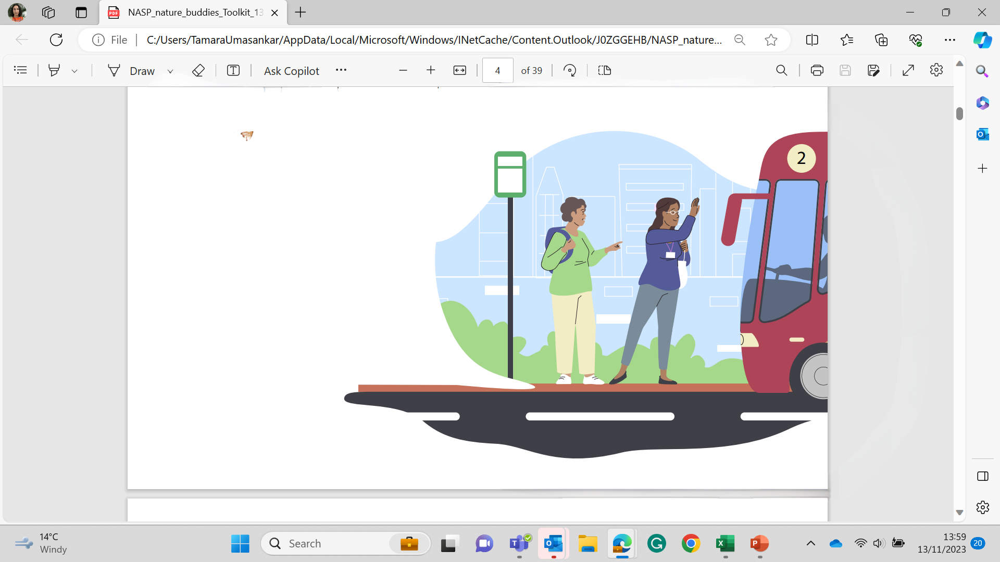 NASP_nature_buddies_Toolkit_13
File
C:/Users/TamaraUmasankar/AppData/Local/Microsoft/Windows/INetCache/Content.Outlook/J0ZGGEHB/NASP_nature...
Draw
Ask Copilot
4 of 39
2
14°C
Windy
Search
13:59
13/11/2023
20